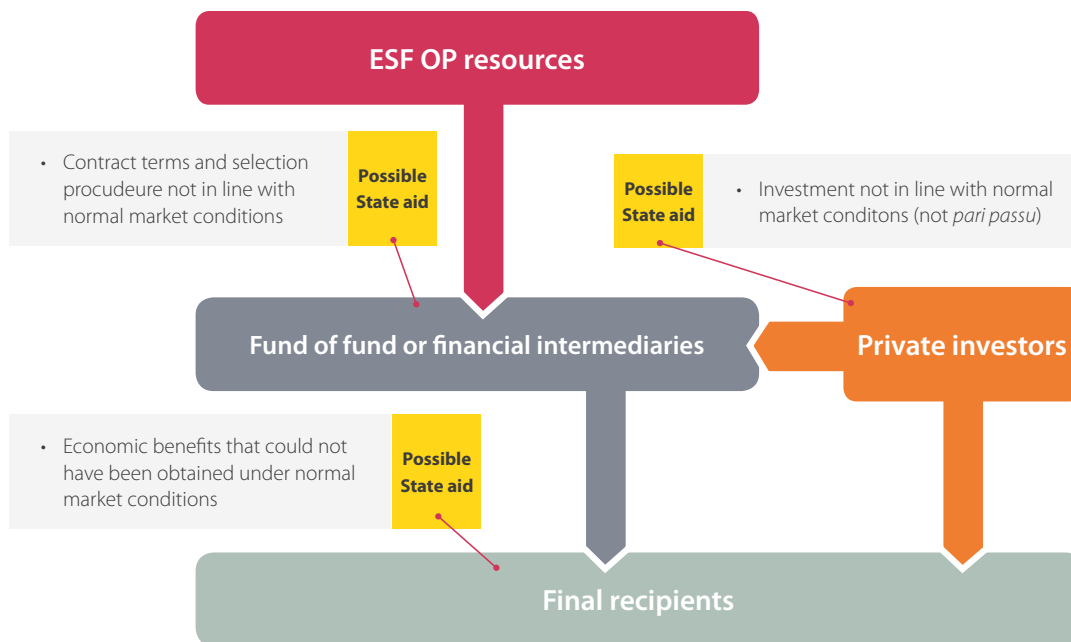 ESF OP resources
• Contract terms and selection
procudeure not in line with
normal market conditions
Possible
State aid
Possible
State aid
• Investment not in line with normal
market conditons (not pari passu)
Fund of fund or financial intermediaries
Private investors
• Economic benefits that could not
have been obtained under normal
market conditions
Possible
State aid
Final recipients